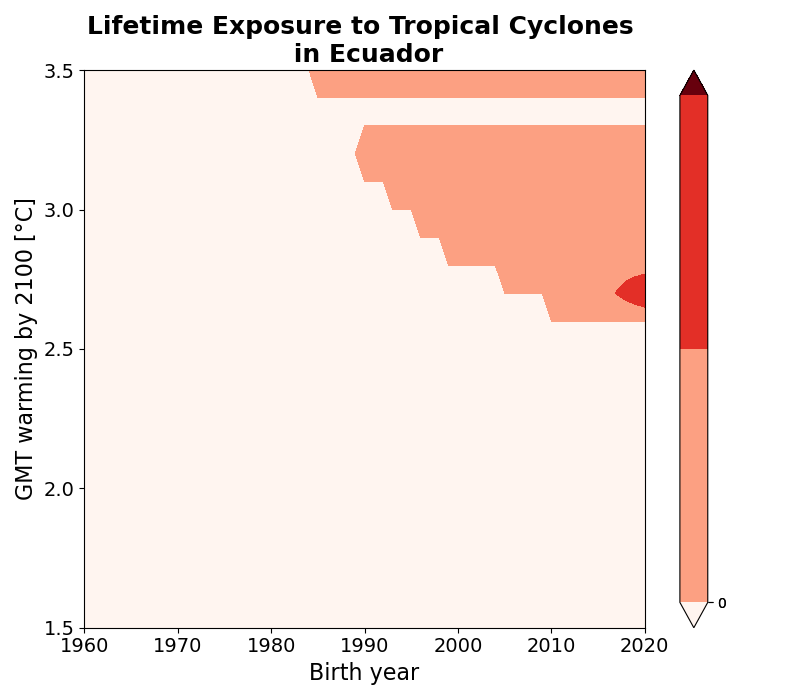 Lifetime Exposure to Tropical Cyclones
in Ecuador
3.5
3.0
2.5
2.0
1.5
GMT warming by 2100 [°C]
1960 1970 1980 1990 2000 2010 2020
Birth year
0